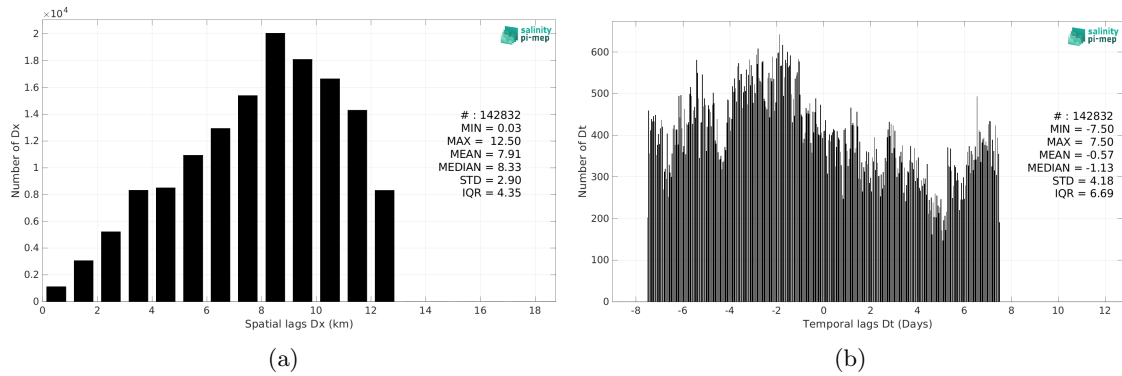 ×10⁴
2
1.8
1.6
1.4
1.2
1
0.8
0.6
0.4
0.2
0
Number of Dx
0 2 4 6 8 10 12 14 16 18
Spatial lags Dx (km)
salinity
pi-mep
# : 142832
MIN = 0.03
MAX = 12.50
MEAN = 7.91
MEDIAN = 8.33
STD = 2.90
IQR = 4.35
(a)
600
500
400
300
200
100
0
Number of Dt
-8 -6 -4 -2 0 2 4 6 8 10 12
Temporal lags Dt (Days)
salinity
pi-mep
# : 142832
MIN = -7.50
MAX = 7.50
MEAN = -0.57
MEDIAN = -1.13
STD = 4.18
IQR = 6.69
(b)